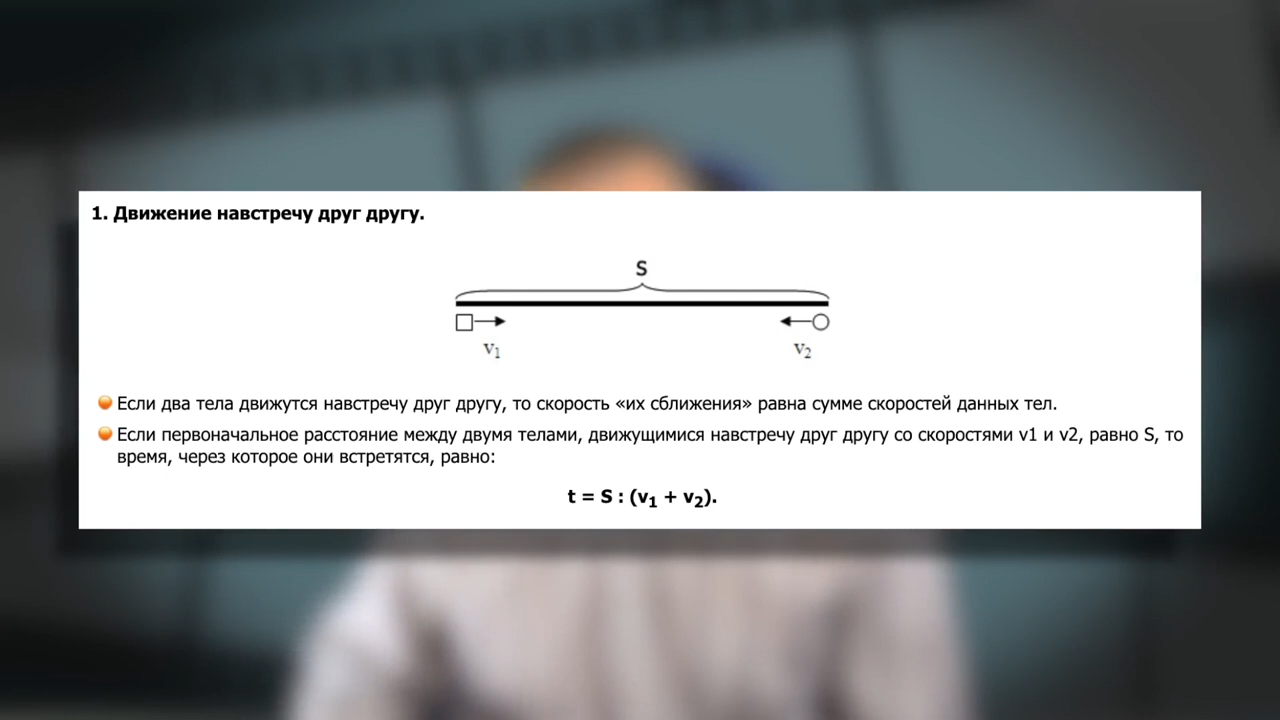 1. Движение навстречу друг другу.
S
v1 v2
Если два тела движутся навстречу друг другу, то скорость «их сближения» равна сумме скоростей данных тел.
Если первоначальное расстояние между двумя телами, движущимися навстречу друг другу со скоростями v1 и v2, равно S, то
время, через которое они встретятся, равно:
t = S : (v1 + v2).